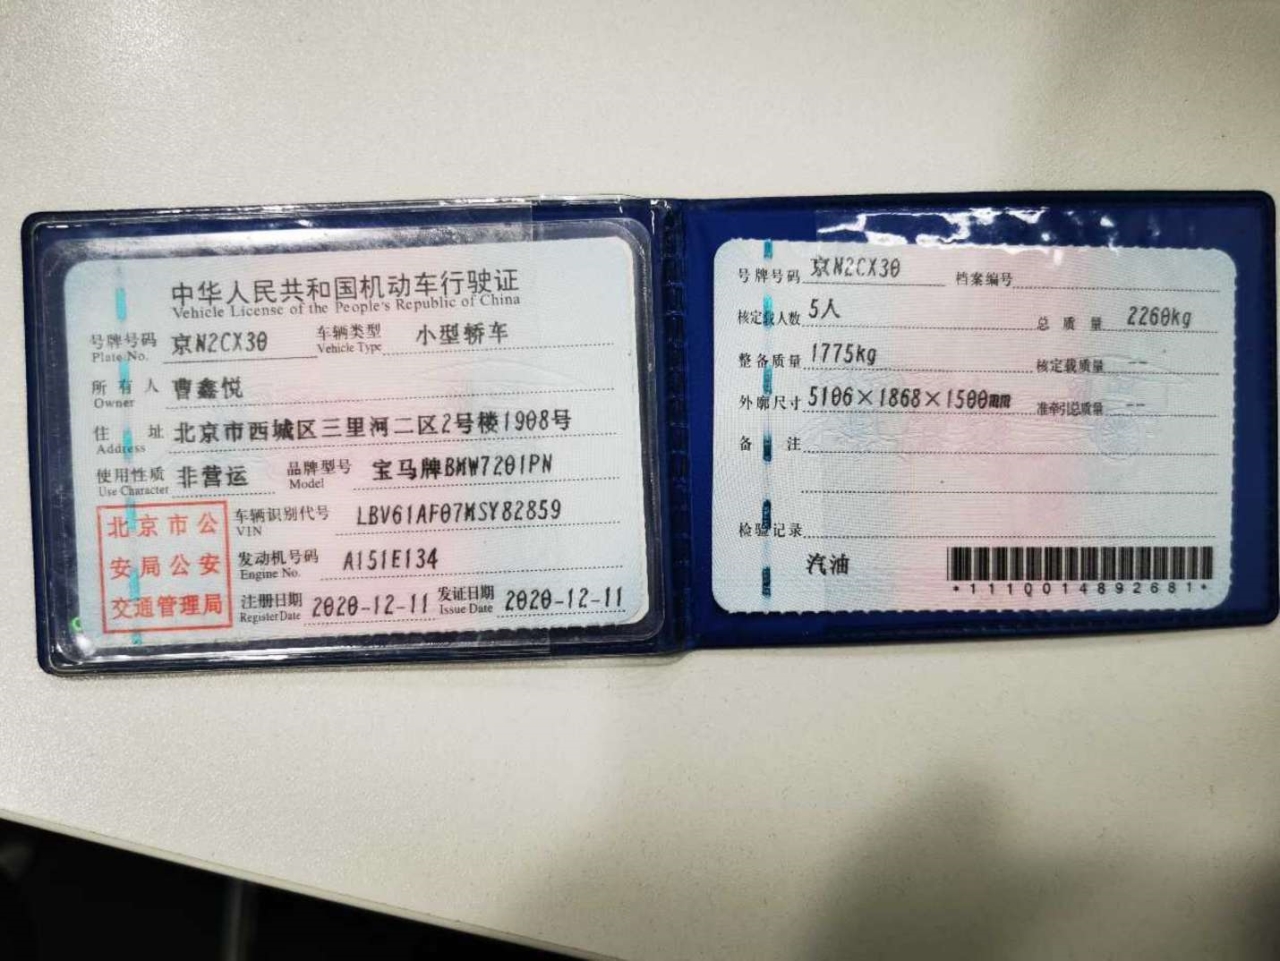 中华人民共和国机动车行驶证
Vehicle License of the People's Republic of China
号牌号码 京N2CX30 车辆类型 小型轿车
Plate No. Vehicle Type
所有人 曹鑫悦
Owner
住址 北京市西城区三里河二区2号楼1908号
Address
使用性质 非营运 品牌型号 宝马牌BMW7201PN
Use Character Model
北京市公
安局公安
交通管理局
车辆识别代号 LBV61AF07MSY82859
VIN
发动机号码 A151E134
Engine No.
注册日期 2020-12-11 发证日期 2020-12-11
Register Date Issue Date
号牌号码 京N2CX30 档案编号
核定载人数 5人 总质量 2260kg
整备质量 1775kg 核定载质量 --
外廓尺寸 5106×1868×1500mm 准牵引总质量 --
备注
检验记录
汽油
*1110014892681*